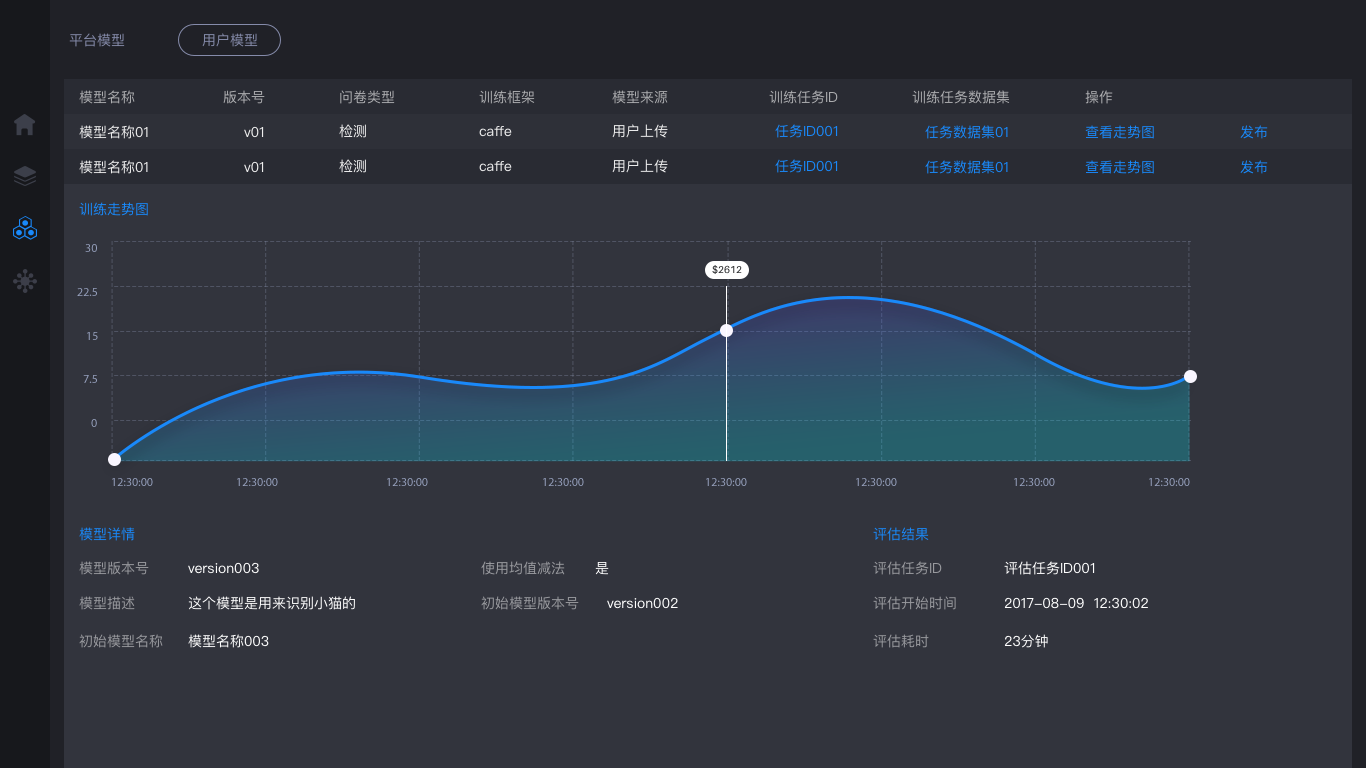 平台模型 用户模型
模型名称 版本号 问卷类型 训练框架 模型来源 训练任务ID 训练任务数据集 操作
模型名称01 v01 检测 caffe 用户上传 任务ID001 任务数据集01 查看走势图 发布
模型名称01 v01 检测 caffe 用户上传 任务ID001 任务数据集01 查看走势图 发布
训练走势图
30
$2612
22.5
15
7.5
0
12:30:00 12:30:00 12:30:00 12:30:00 12:30:00 12:30:00 12:30:00 12:30:00
模型详情 评估结果
模型版本号 version003 使用均值减法 是 评估任务ID 评估任务ID001
模型描述 这个模型是用来识别小猫的 初始模型版本号 version002 评估开始时间 2017-08-09 12:30:02
初始模型名称 模型名称003 评估耗时 23分钟